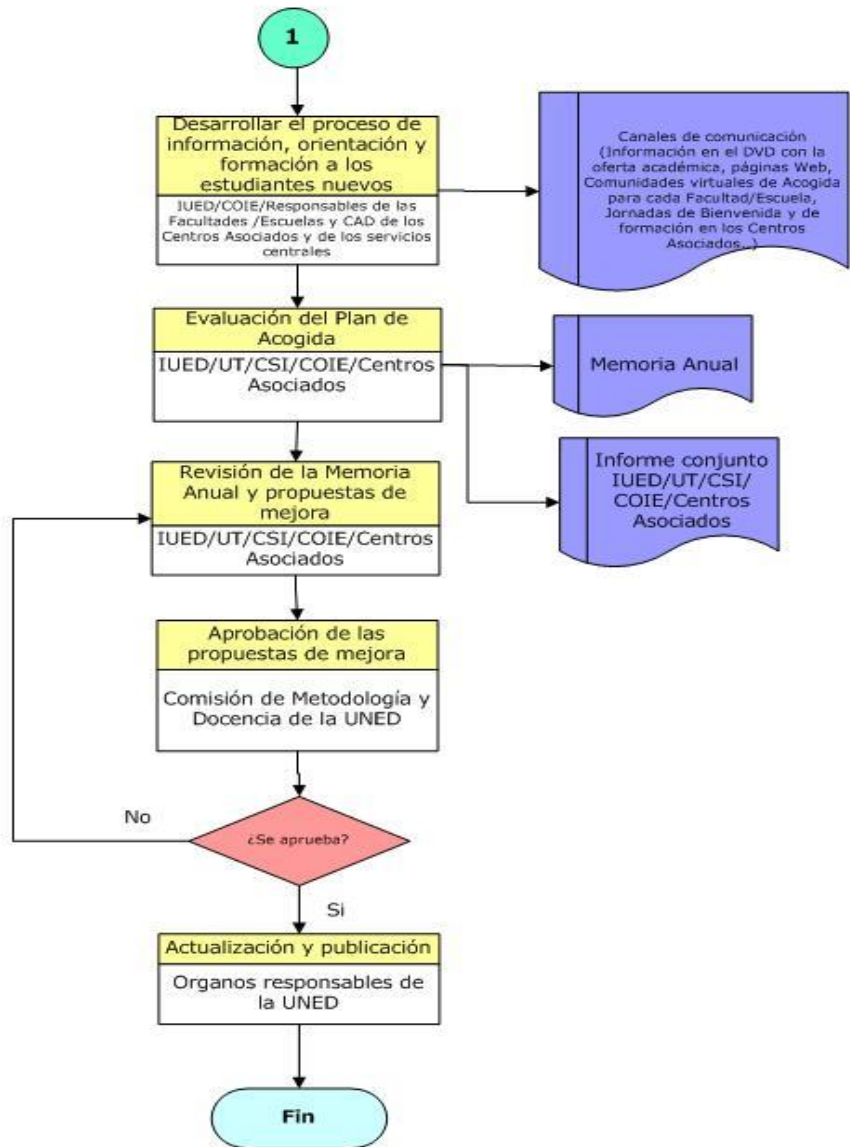 1
Desarrollar el proceso de
información, orientación y
formación a los
estudiantes nuevos
IUED/COIE/Responsables de las
Facultades /Escuelas y CAD de los
Centros Asociados y de los servicios
centrales
Canales de comunicación
(Información en el DVD con la
oferta académica, páginas Web,
Comunidades virtuales de Acogida
para cada Facultad/Escuela,
Jornadas de Bienvenida y de
formación en los Centros
Asociados...)
Evaluación del Plan de
Acogida
IUED/UT/CSI/COIE/Centros
Asociados
Memoria Anual
Informe conjunto
IUED/UT/CSI/
COIE/Centros
Asociados
Revisión de la Memoria
Anual y propuestas de
mejora
IUED/UT/CSI/COIE/Centros
Asociados
Aprobación de las
propuestas de mejora
Comisión de Metodología y
Docencia de la UNED
No
¿Se aprueba?
Si
Actualización y publicación
Organos responsables de
la UNED
Fin